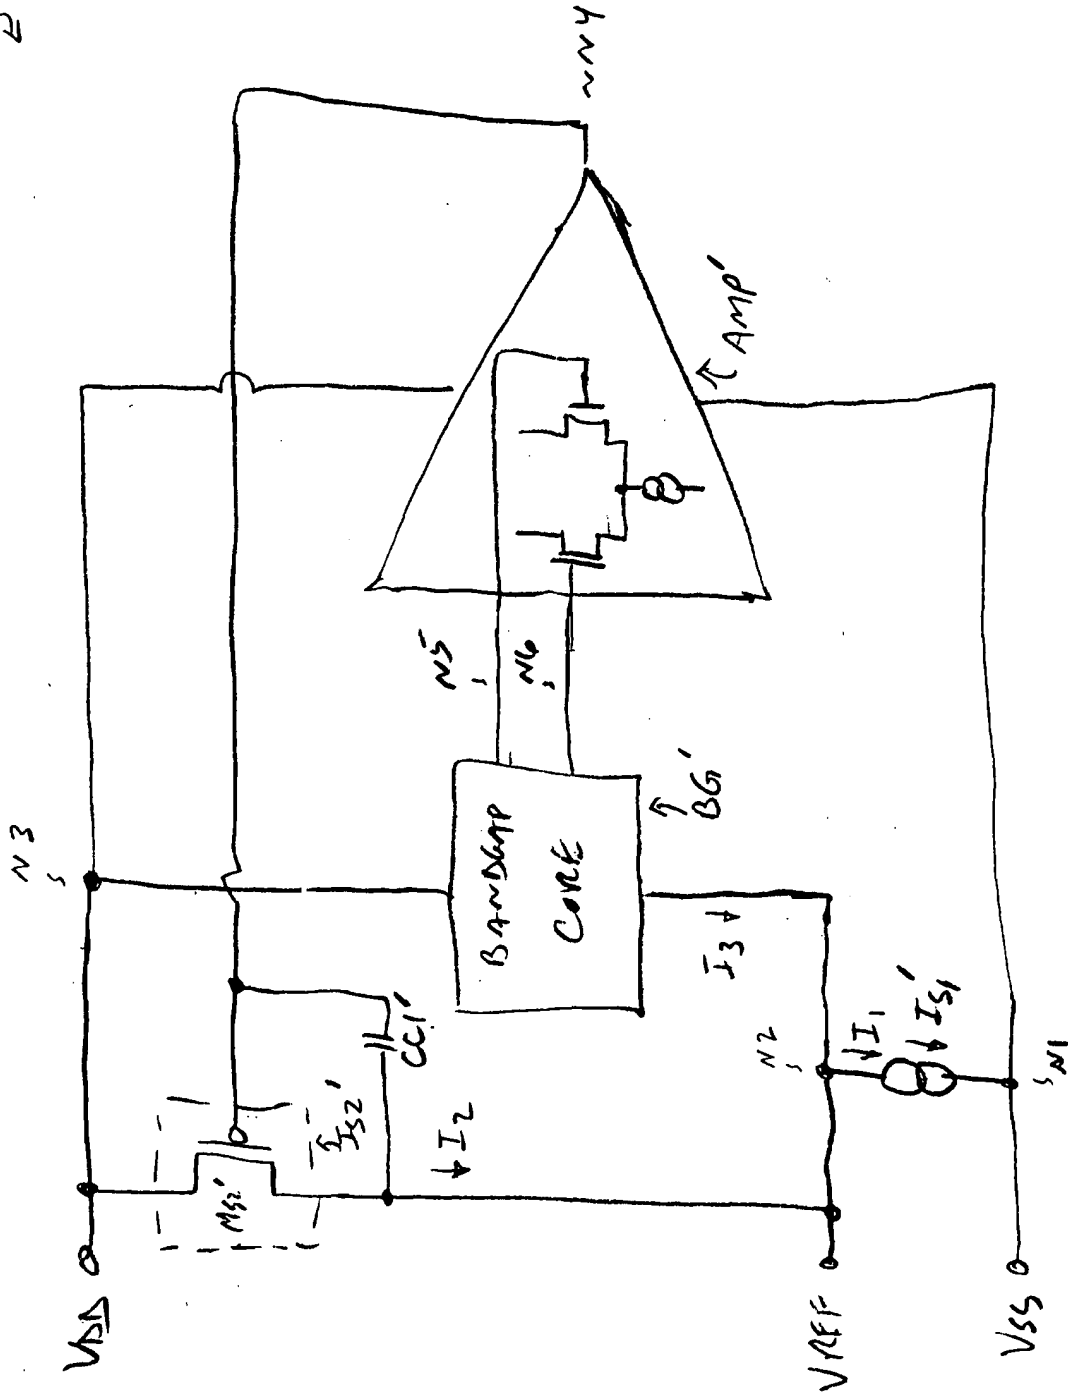 VDD
VREF
VSS
N3
MS2'
IS2'
CC1'
I2
BANDGAP
CORE
BG'
I3
N2
I1
IS1'
N1
N5
N6
AMP'
N4